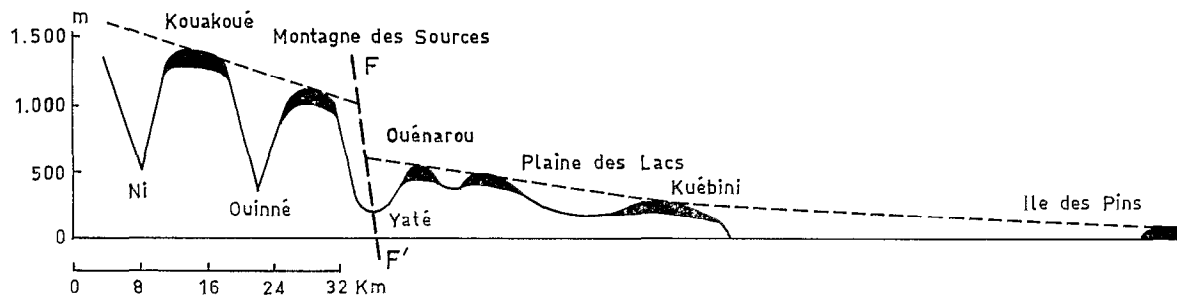 m
Kouakoué
1.500
Montagne des Sources
F
1.000
Ouénarou
Plaine des Lacs
500
Kuébini
Ni
Ouinné
Yaté
Ile des Pins
0
F'
0 8 16 24 32 Km